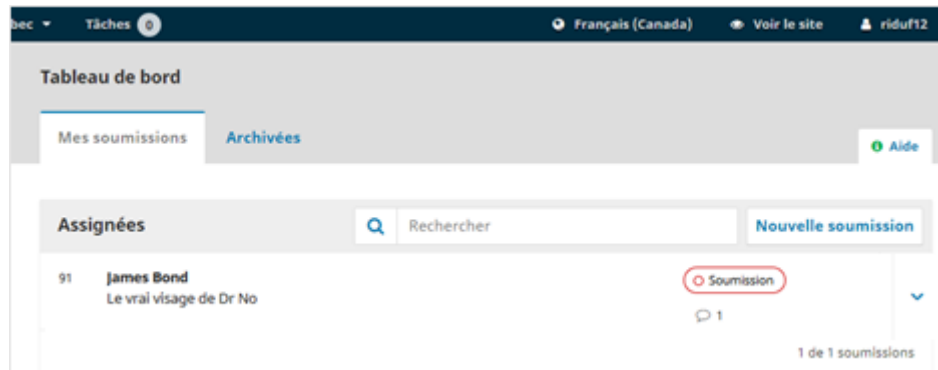 bec Tâches 0 Français (Canada) Voir le site riduf12
Tableau de bord
Mes soumissions Archivées Aide
Assignées Rechercher Nouvelle soumission
91 James Bond Soumission
Le vrai visage de Dr No
1
1 de 1 soumissions